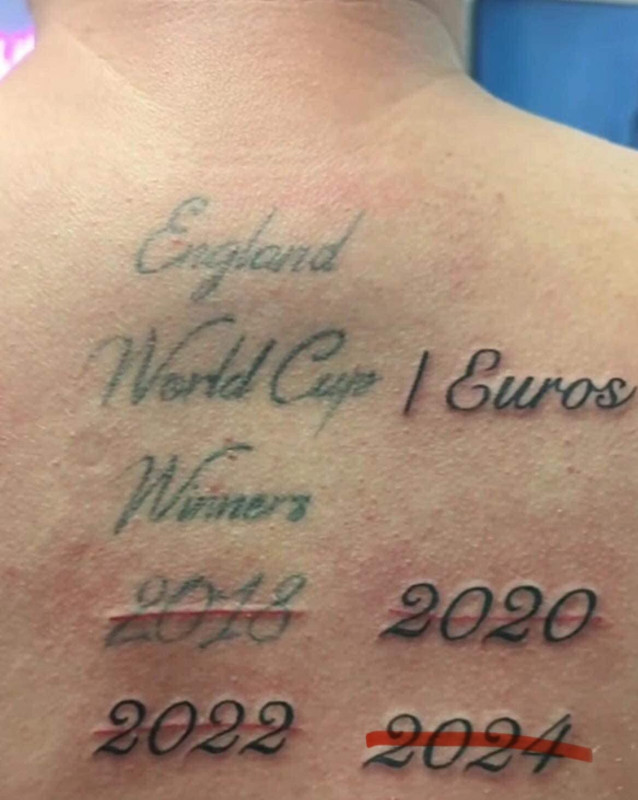 England
World Cup | Euros
Winners
2018 2020
2022 2024